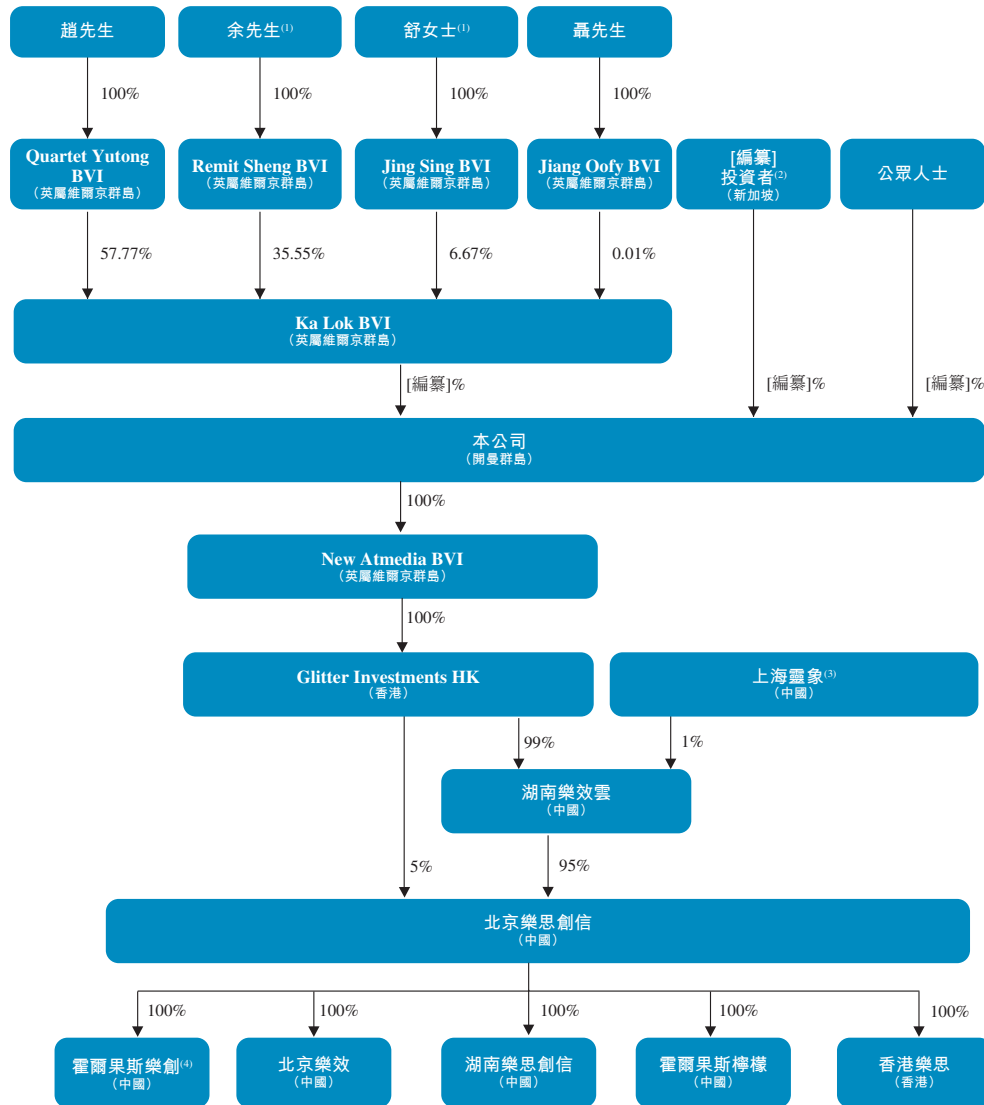 趙先生
余先生(1)
舒女士(1)
聶先生
100%
100%
100%
100%
Quartet Yutong
BVI
(英屬維爾京群島)
Remit Sheng BVI
(英屬維爾京群島)
Jing Sing BVI
(英屬維爾京群島)
Jiang Oofy BVI
(英屬維爾京群島)
[編纂]
投資者(2)
(新加坡)
公眾人士
57.77%
35.55%
6.67%
0.01%
Ka Lok BVI
(英屬維爾京群島)
[編纂]%
[編纂]%
[編纂]%
本公司
(開曼群島)
100%
New Atmedia BVI
(英屬維爾京群島)
100%
Glitter Investments HK
(香港)
上海靈象(3)
(中國)
99%
1%
湖南樂效雲
(中國)
5%
95%
北京樂思創信
(中國)
100%
100%
100%
100%
100%
霍爾果斯樂創(4)
(中國)
北京樂效
(中國)
湖南樂思創信
(中國)
霍爾果斯檸檬
(中國)
香港樂思
(香港)